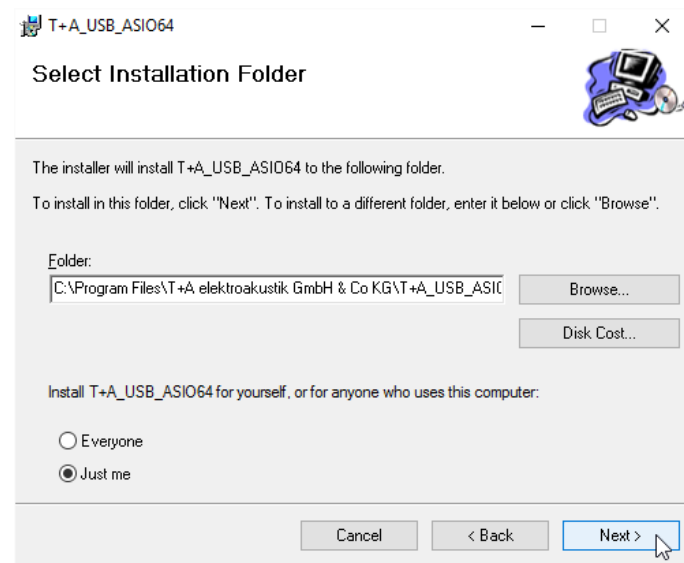 T+A_USB_ASIO64
Select Installation Folder
The installer will install T+A_USB_ASIO64 to the following folder.
To install in this folder, click "Next". To install to a different folder, enter it below or click "Browse".
Folder:
C:\Program Files\T+A elektroakustik GmbH & Co KG\T+A_USB_ASIO
Browse...
Disk Cost...
Install T+A_USB_ASIO64 for yourself, or for anyone who uses this computer:
Everyone
Just me
Cancel
< Back
Next >